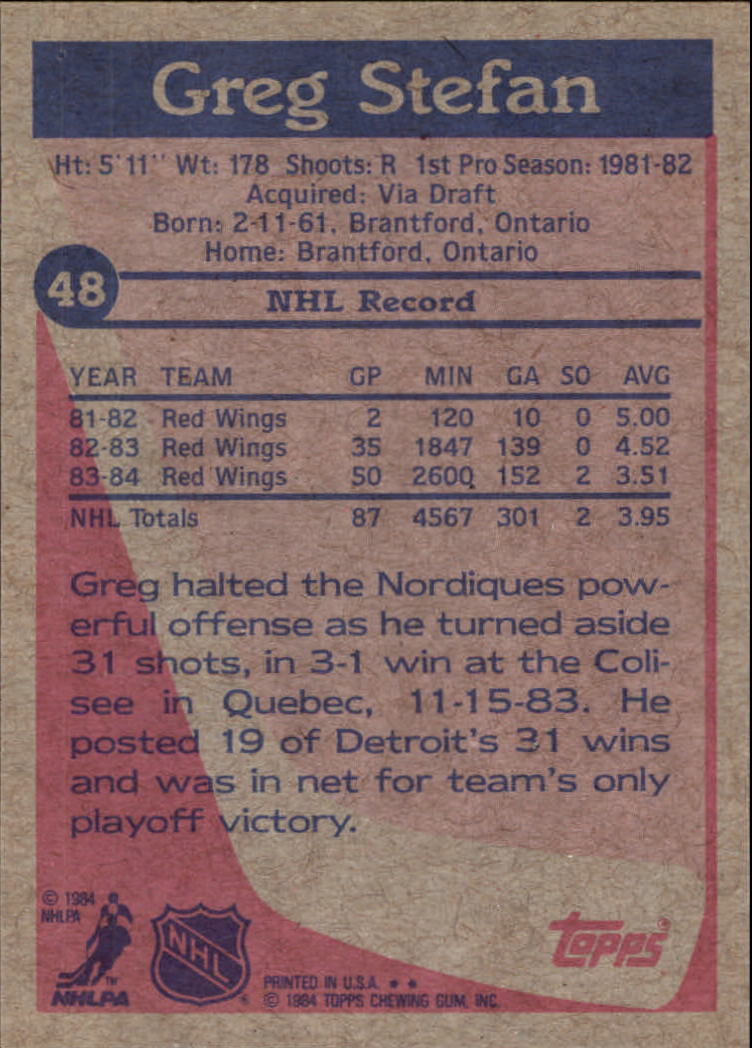 Greg Stefan
Ht: 5'11" Wt: 178 Shoots: R 1st Pro Season: 1981-82
Acquired: Via Draft
Born: 2-11-61, Brantford, Ontario
Home: Brantford, Ontario
48
NHL Record
YEAR TEAM GP MIN GA SO AVG
81-82 Red Wings 2 120 10 0 5.00
82-83 Red Wings 35 1847 139 0 4.52
83-84 Red Wings 50 2600 152 2 3.51
NHL Totals 87 4567 301 2 3.95
Greg halted the Nordiques pow-
erful offense as he turned aside
31 shots, in 3-1 win at the Coli-
see in Quebec, 11-15-83. He
posted 19 of Detroit's 31 wins
and was in net for team's only
playoff victory.
© 1984
NHLPA
NHLPA ™
NHL ®
PRINTED IN U.S.A. * *
© 1984 TOPPS CHEWING GUM, INC.
topps®